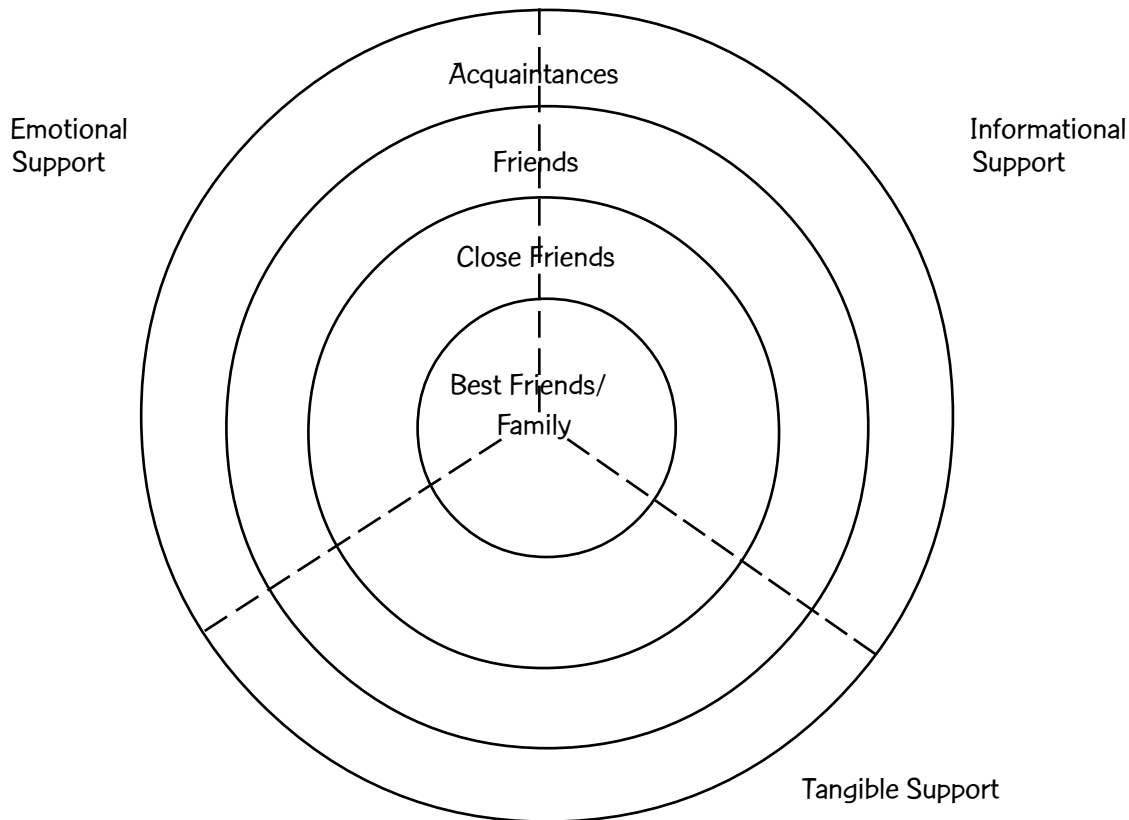 Acquaintances
Emotional
Support
Informational
Support
Friends
Close Friends
Best Friends/
Family
Tangible Support